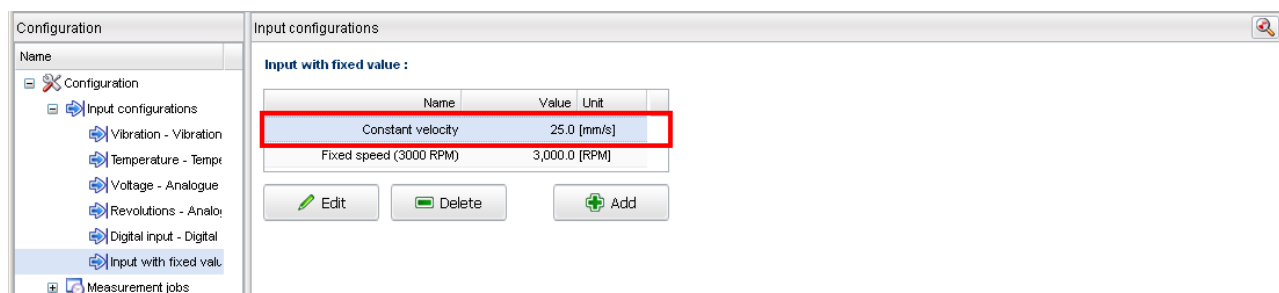 Configuration
Name
Configuration
Input configurations
Vibration - Vibration
Temperature - Tempe
Voltage - Analogue
Revolutions - Analo
Digital input - Digital
Input with fixed valu
Measurement jobs
Input configurations
Input with fixed value :
Name Value Unit
Constant velocity 25.0 [mm/s]
Fixed speed (3000 RPM) 3,000.0 [RPM]
Edit Delete Add